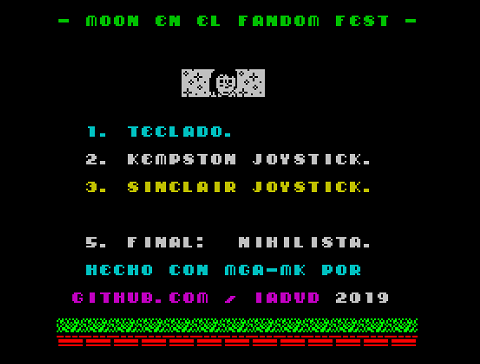 - MOON EN EL FANDOM FEST -
1. TECLADO.
2. KEMPSTON JOYSTICK.
3. SINCLAIR JOYSTICK.
5. FINAL: NIHILISTA.
HECHO CON MGA-MK POR
GITHUB.COM / IADVD 2019